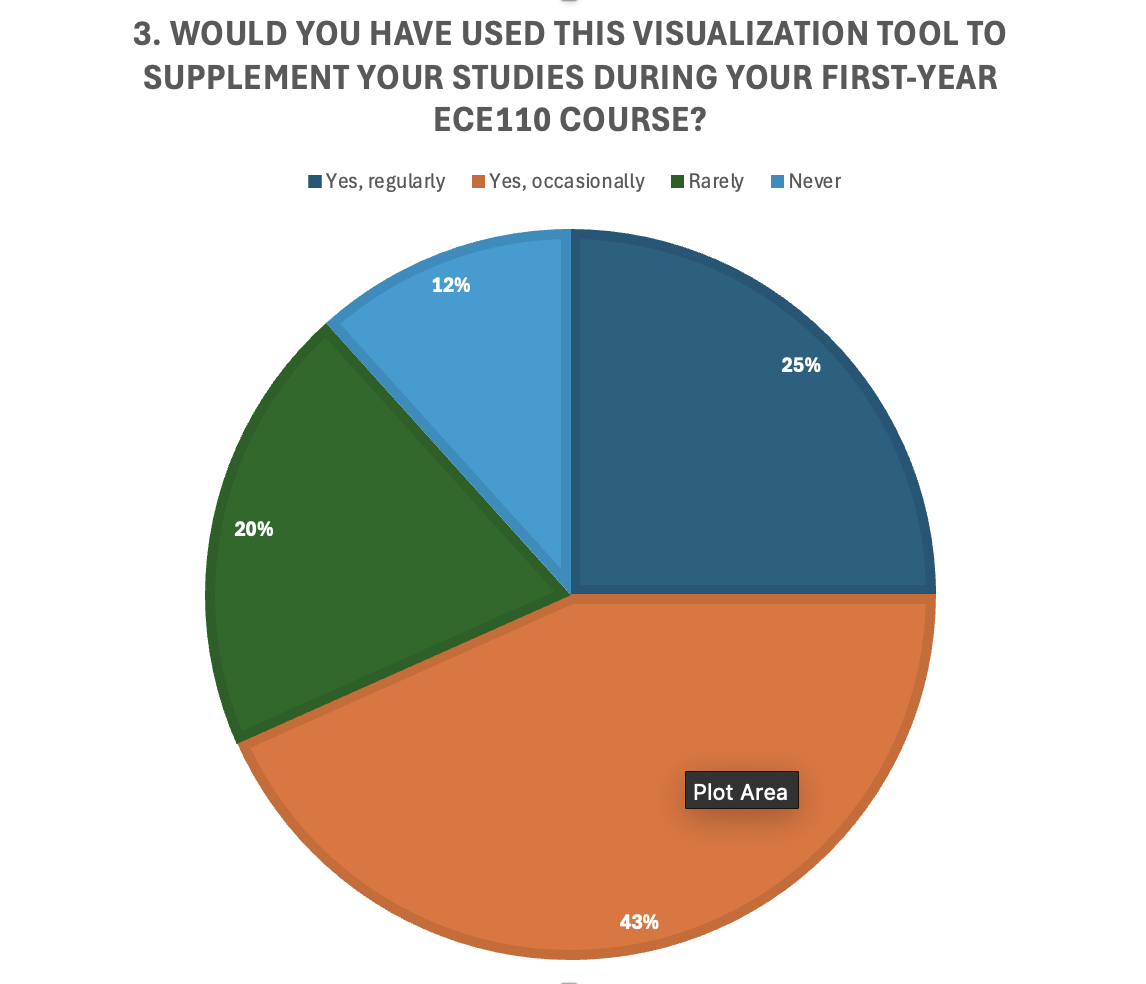 3. WOULD YOU HAVE USED THIS VISUALIZATION TOOL TO
SUPPLEMENT YOUR STUDIES DURING YOUR FIRST-YEAR
ECE110 COURSE?
Yes, regularly Yes, occasionally Rarely Never
12%
25%
20%
Plot Area
43%